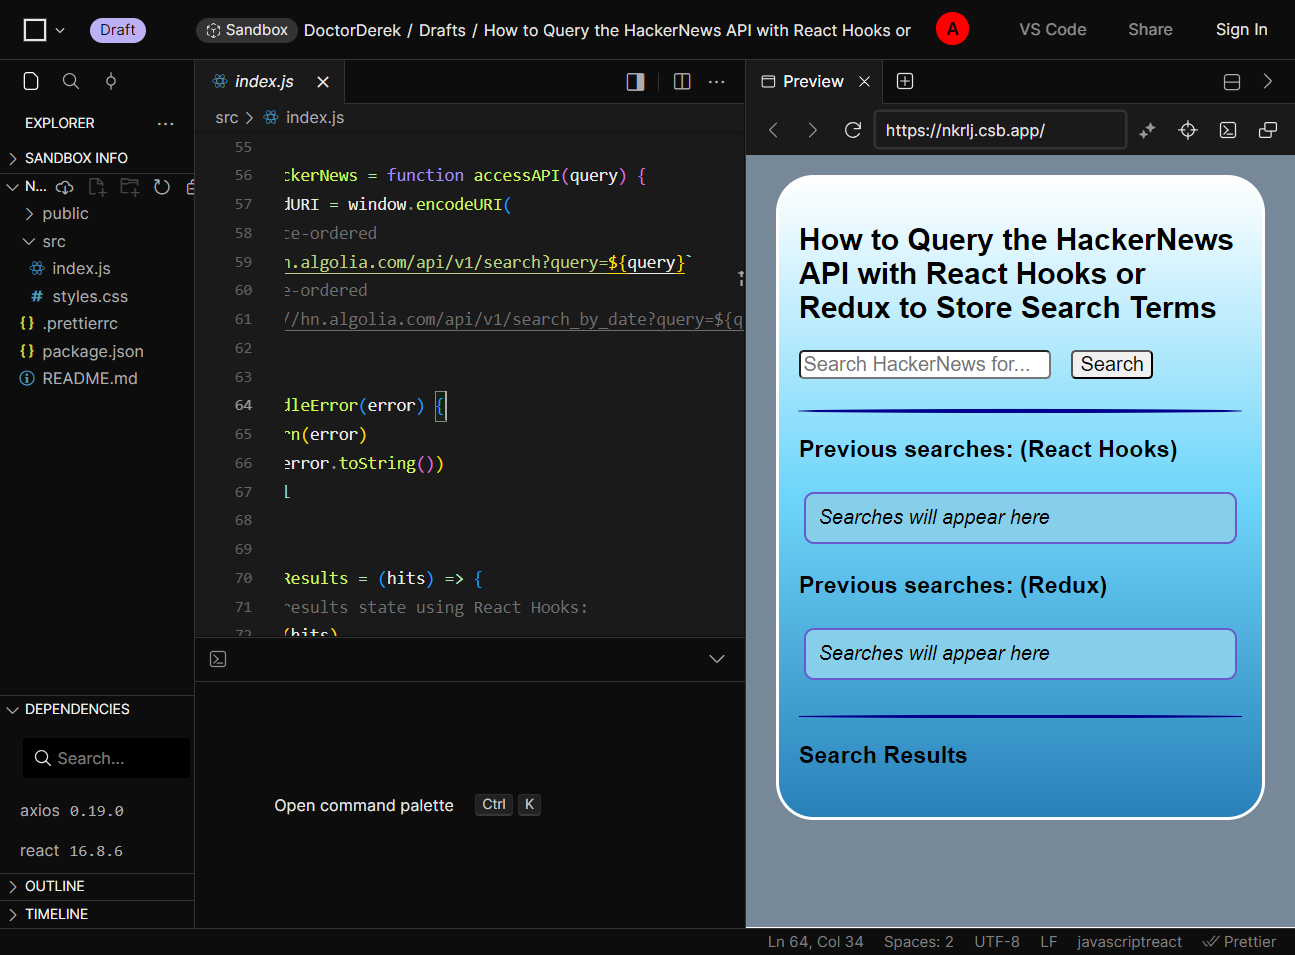 Draft
Sandbox DoctorDerek / Drafts / How to Query the HackerNews API with React Hooks or
A
VS Code
Share
Sign In
EXPLORER
SANDBOX INFO
N...
public
src
index.js
styles.css
.prettierrc
package.json
README.md
DEPENDENCIES
Search...
axios 0.19.0
react 16.8.6
OUTLINE
TIMELINE
index.js
src > index.js
55
56 ckerNews = function accessAPI(query) {
57 dURI = window.encodeURI(
58 ce-ordered
59 hn.algolia.com/api/v1/search?query=${query}`
60 e-ordered
61 //hn.algolia.com/api/v1/search_by_date?query=${q
62
63
64 dleError(error) {
65 rn(error)
66 error.toString())
67 l
68
69
70 Results = (hits) => {
71 results state using React Hooks:
72 (hits)
Open command palette Ctrl K
Preview
https://nkrlj.csb.app/
How to Query the HackerNews
API with React Hooks or
Redux to Store Search Terms
Search HackerNews for...
Search
Previous searches: (React Hooks)
Searches will appear here
Previous searches: (Redux)
Searches will appear here
Search Results
Ln 64, Col 34
Spaces: 2
UTF-8
LF
javascriptreact
Prettier